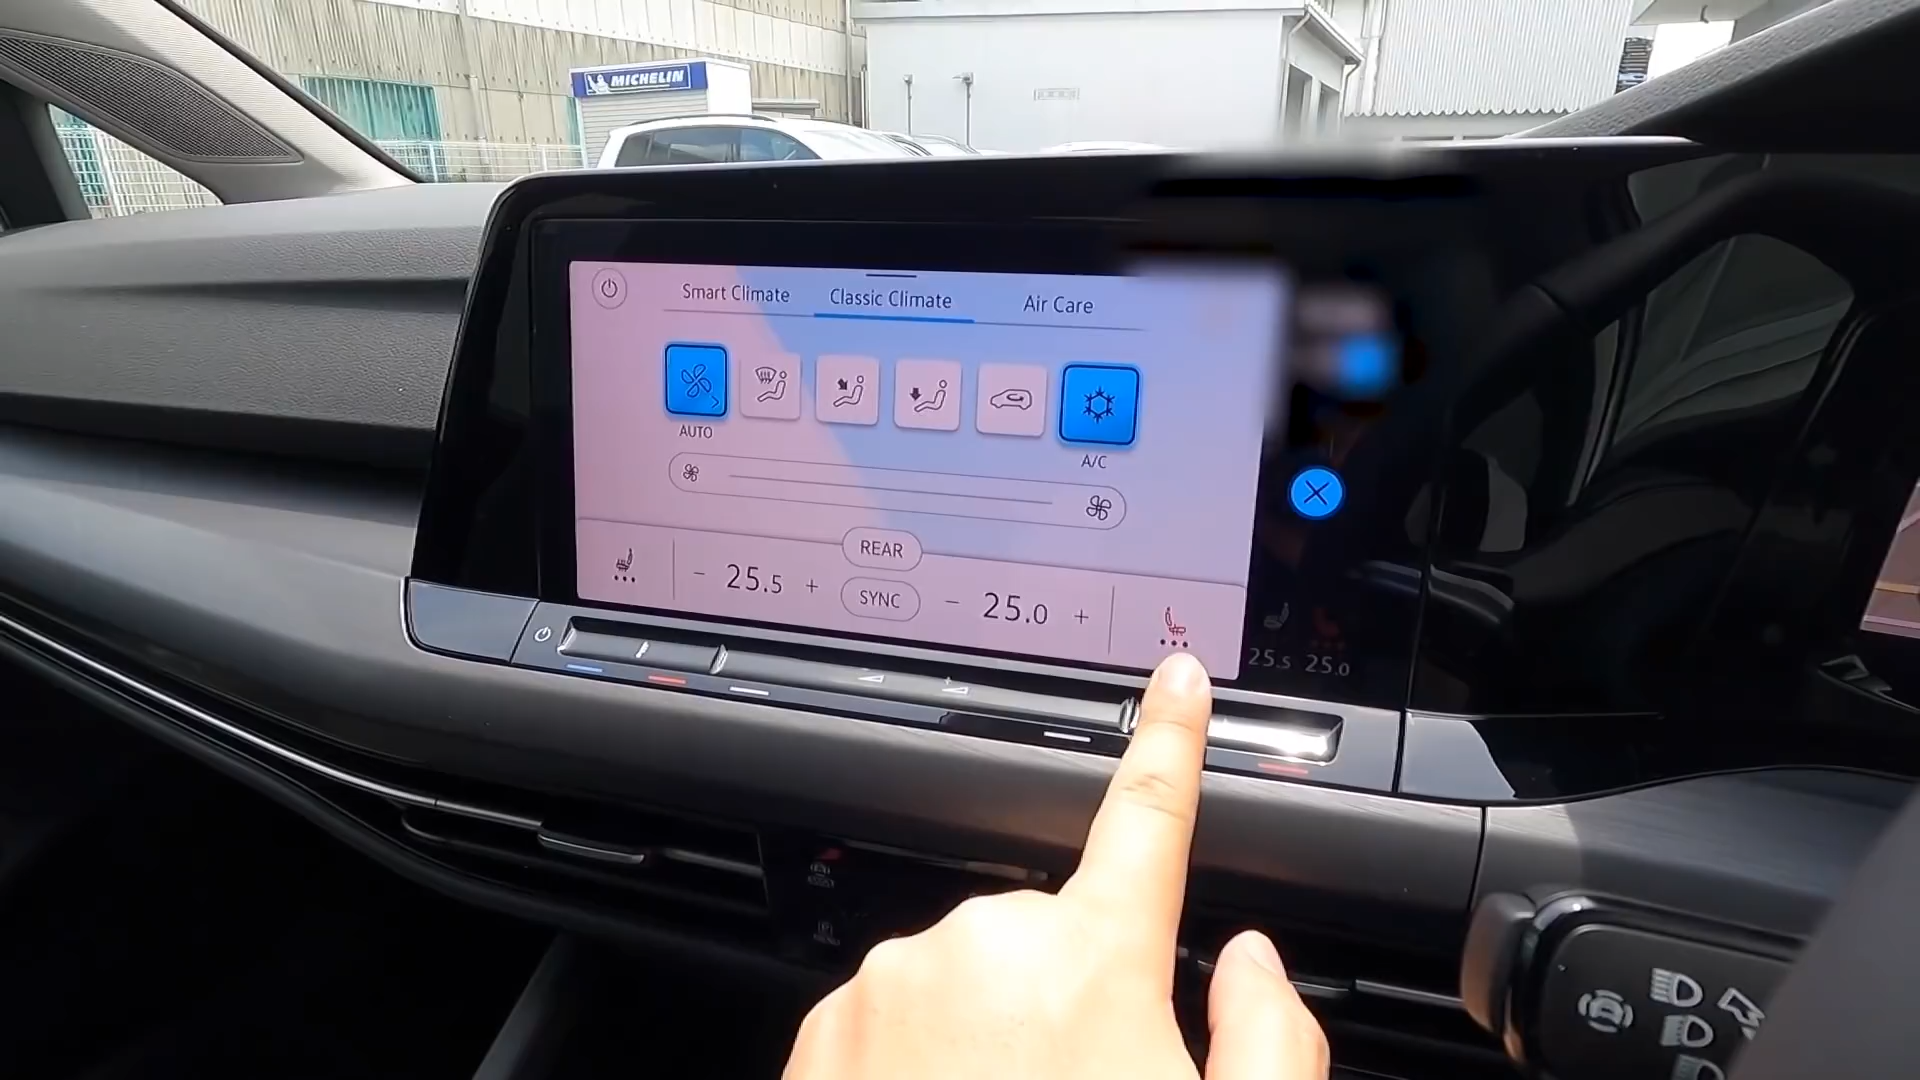 MICHELIN
Smart Climate
Classic Climate
Air Care
AUTO
A/C
REAR
25.5
SYNC
25.0
25.5 25.0